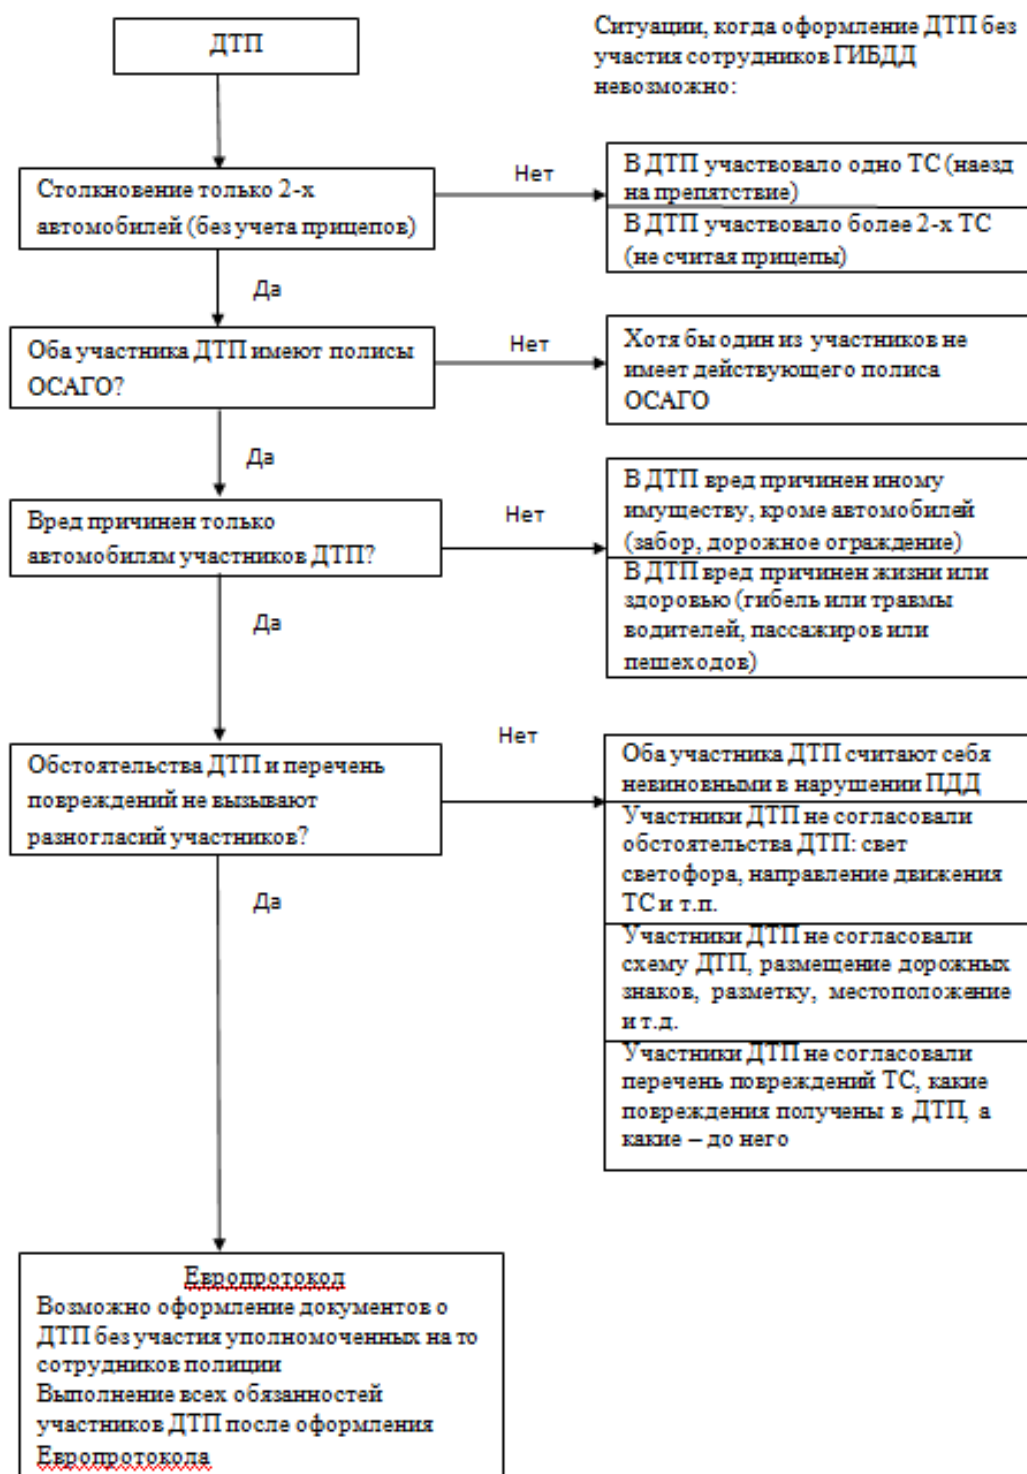 ДТП
Ситуации, когда оформление ДТП без
участия сотрудников ГИБДД
невозможно:
Столкновение только 2-х
автомобилей (без учета прицепов)
Нет
В ДТП участвовало одно ТС (наезд
на препятствие)
В ДТП участвовало более 2-х ТС
(не считая прицепы)
Да
Оба участника ДТП имеют полисы
ОСАГО?
Нет
Хотя бы один из участников не
имеет действующего полиса
ОСАГО
Да
Вред причинен только
автомобилям участников ДТП?
Нет
В ДТП вред причинен иному
имуществу, кроме автомобилей
(забор, дорожное ограждение)
В ДТП вред причинен жизни или
здоровью (гибель или травмы
водителей, пассажиров или
пешеходов)
Да
Обстоятельства ДТП и перечень
повреждений не вызывают
разногласий участников?
Нет
Оба участника ДТП считают себя
невиновными в нарушении ПДД
Участники ДТП не согласовали
обстоятельства ДТП: свет
светофора, направление движения
ТС и т.п.
Участники ДТП не согласовали
схему ДТП, размещение дорожных
знаков, разметку, местоположение
и т.д.
Участники ДТП не согласовали
перечень повреждений ТС, какие
повреждения получены в ДТП, а
какие – до него
Да
Европротокол
Возможно оформление документов о
ДТП без участия уполномоченных на то
сотрудников полиции
Выполнение всех обязанностей
участников ДТП после оформления
Европротокола